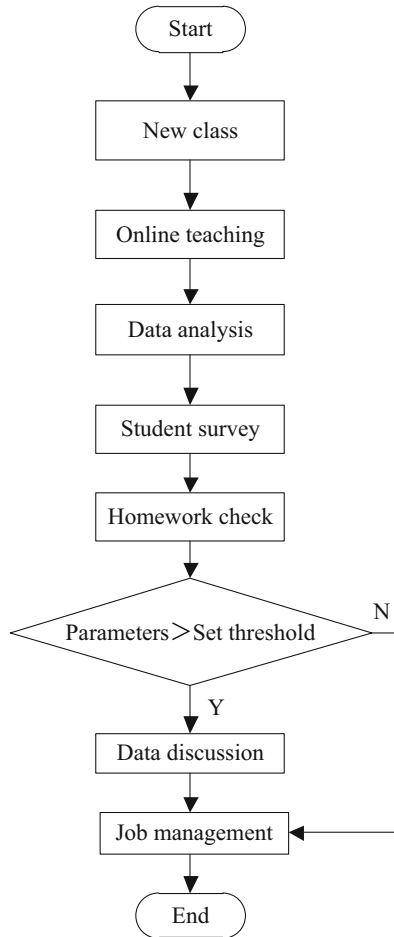 Start
New class
Online teaching
Data analysis
Student survey
Homework check
Parameters＞Set threshold
N
Y
Data discussion
Job management
End